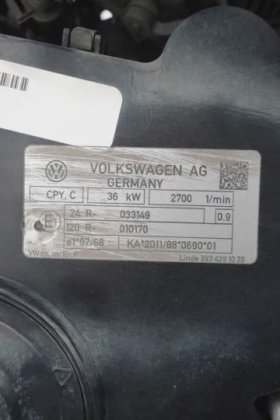 VOLKSWAGEN AG
GERMANY
CPY. C 36 kW 2700 1/min
24 R- 033149 0.9
120 R- 010170
E1
e1*97/68 KA*2011/88*0690*01
Linde 393 439 10 33